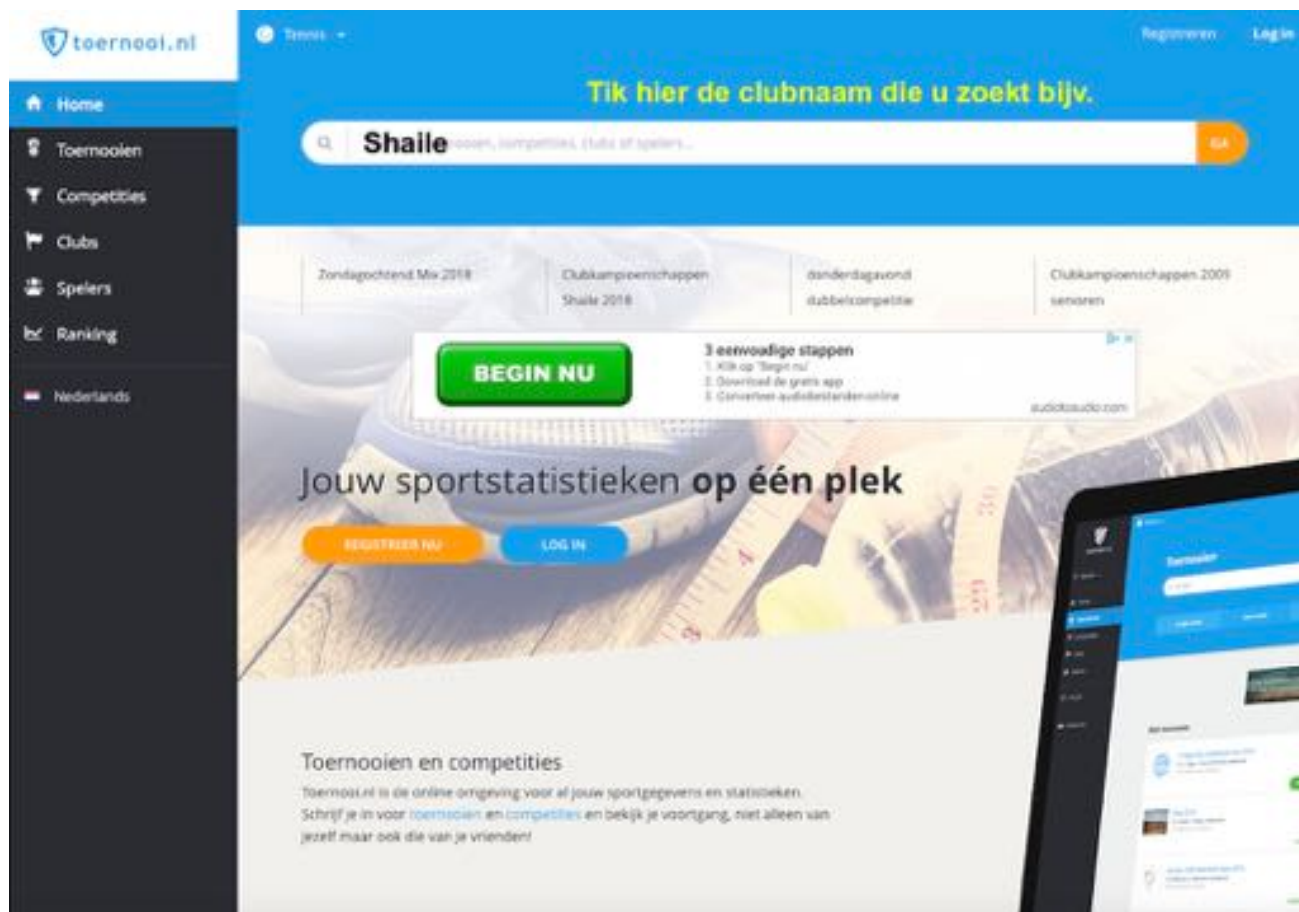 toernooi.nl
Tennis
Registreren
Log in
Tik hier de clubnaam die u zoekt bijv.
Home
Shaile
competities, clubs of spelers...
GA
Toernooien
Competities
Clubs
Spelers
Ranking
Nederlands
Zondagochtend Mix 2018
Clubkampioenschappen
Shaile 2018
donderdagavond
dubbelcompetitie
Clubkampioenschappen 2009
senioren
BEGIN NU
3 eenvoudige stappen
1. Klik op "Begin nu"
2. Download de gratis app
3. Converteer audiobestanden online
audiotoaudio.com
Jouw sportstatistieken op één plek
REGISTREER NU
LOG IN
Toernooien
Toernooien en competities
Toernooi.nl is de online omgeving voor al jouw sportgegevens en statistieken.
Schrijf je in voor toernooien en competities en bekijk je voortgang, niet alleen van
jezelf maar ook die van je vrienden!